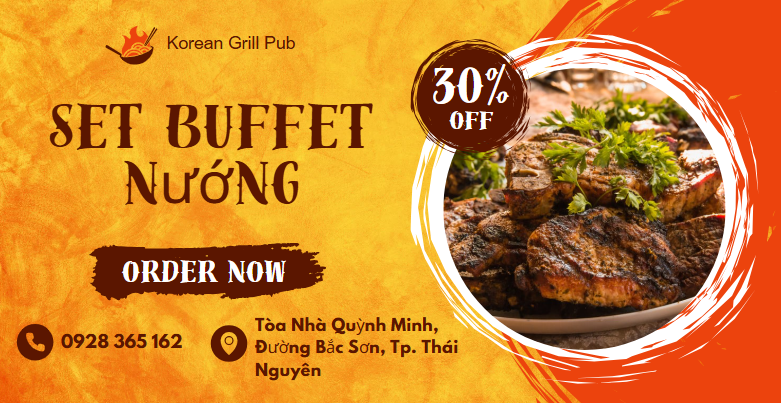 Korean Grill Pub
30%
OFF
SET BUFFET
NướNG
ORDER NOW
0928 365 162
Tòa Nhà Quỳnh Minh,
Đường Bắc Sơn, Tp. Thái
Nguyên